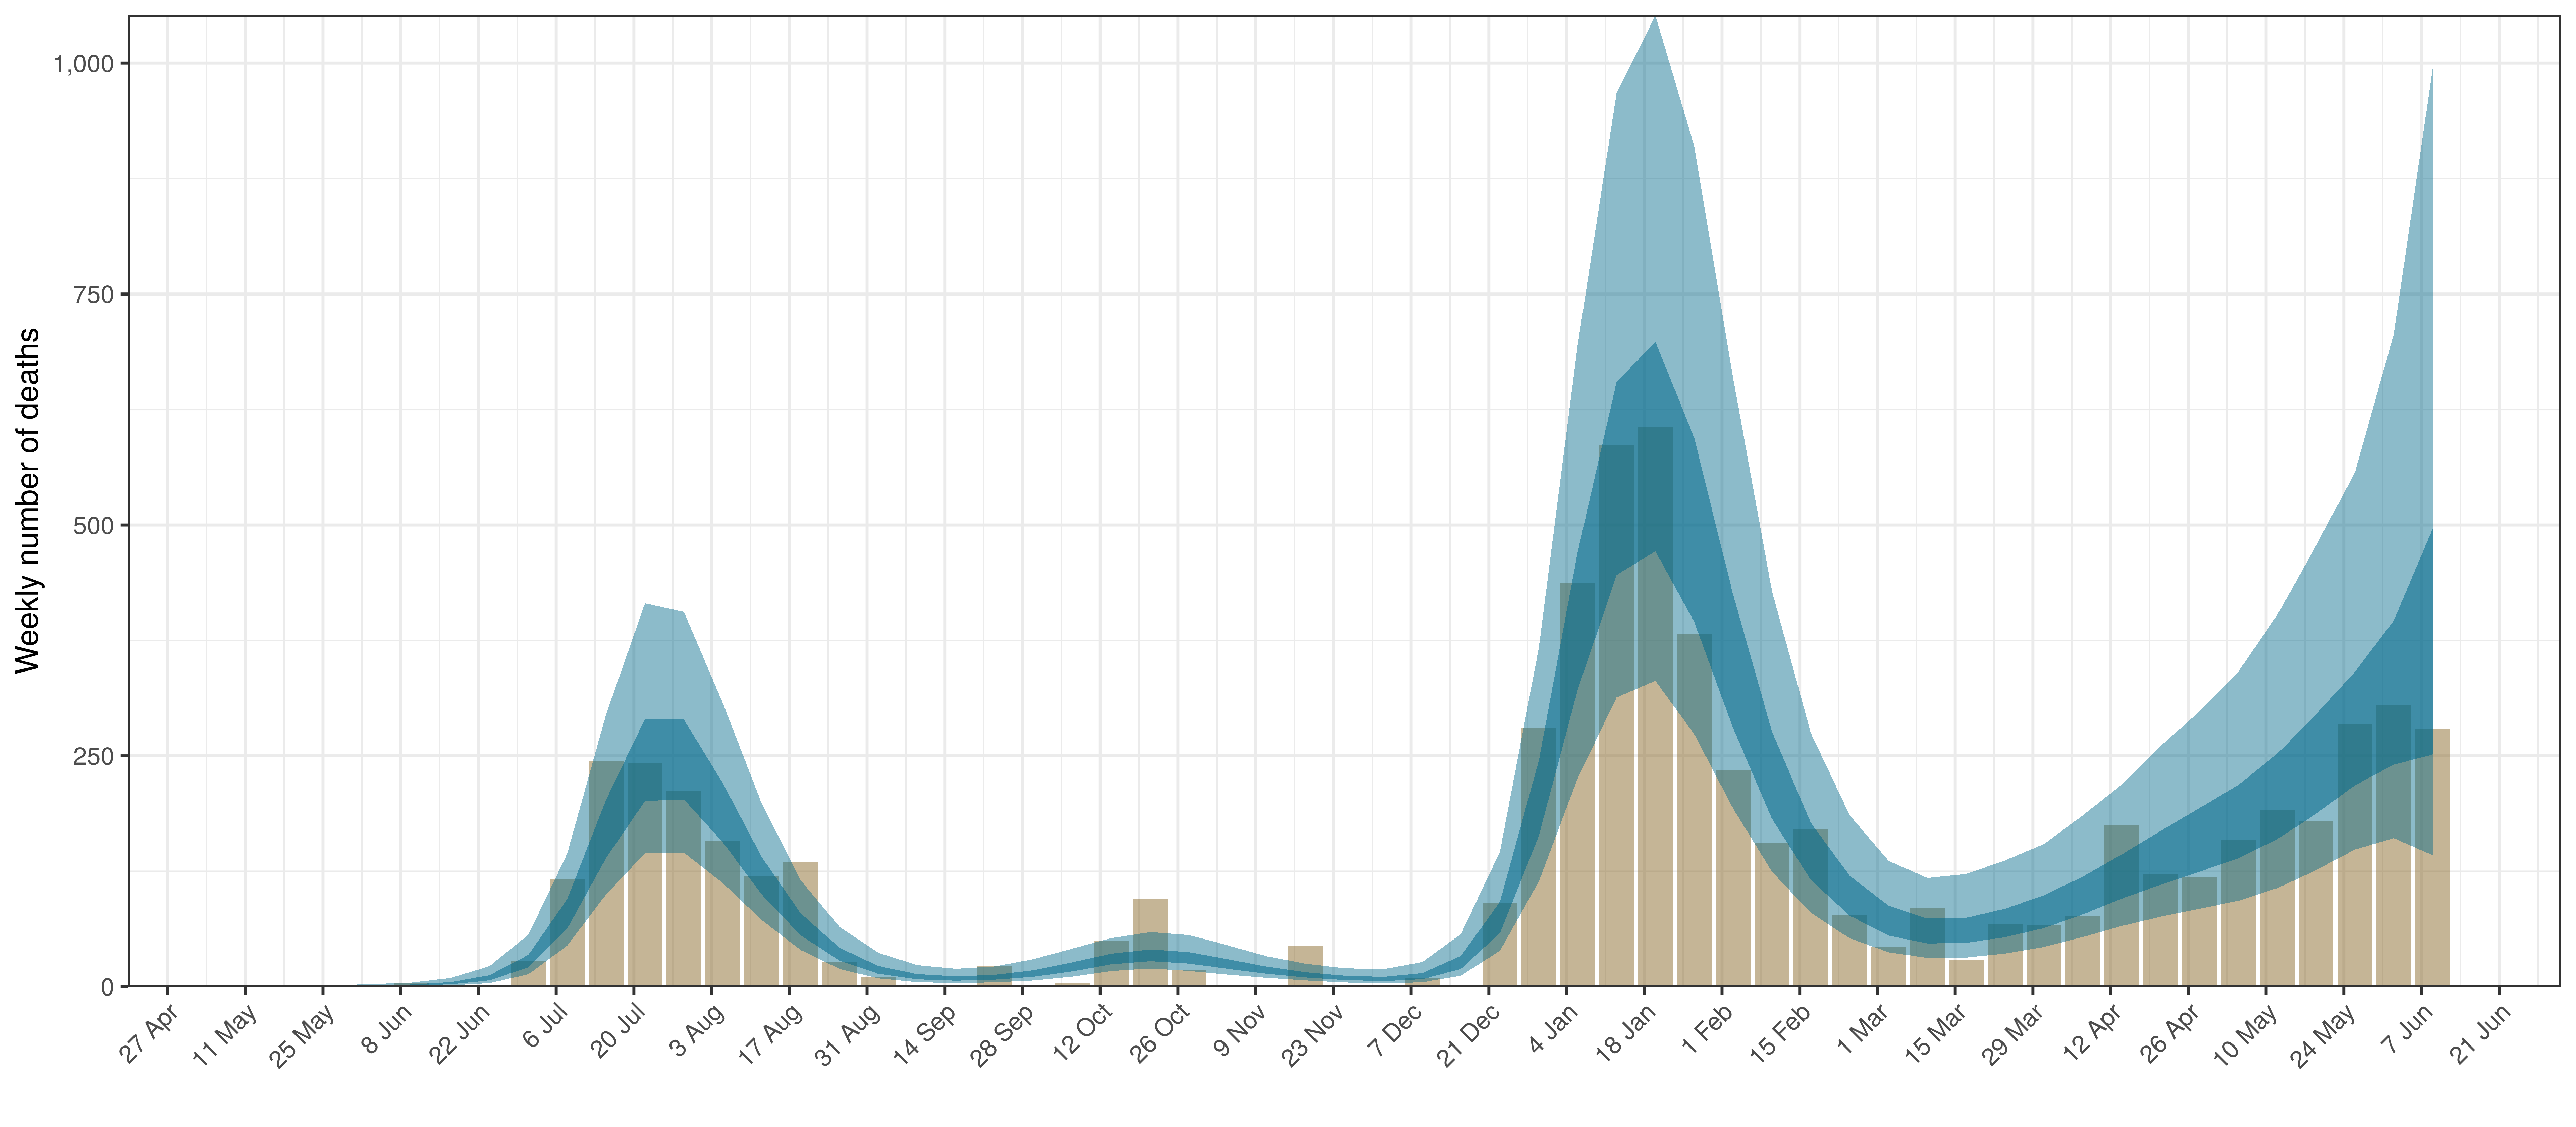 Weekly number of deaths
1,000
750
500
250
0
27 Apr
11 May
25 May
8 Jun
22 Jun
6 Jul
20 Jul
3 Aug
17 Aug
31 Aug
14 Sep
28 Sep
12 Oct
26 Oct
9 Nov
23 Nov
7 Dec
21 Dec
4 Jan
18 Jan
1 Feb
15 Feb
1 Mar
15 Mar
29 Mar
12 Apr
26 Apr
10 May
24 May
7 Jun
21 Jun